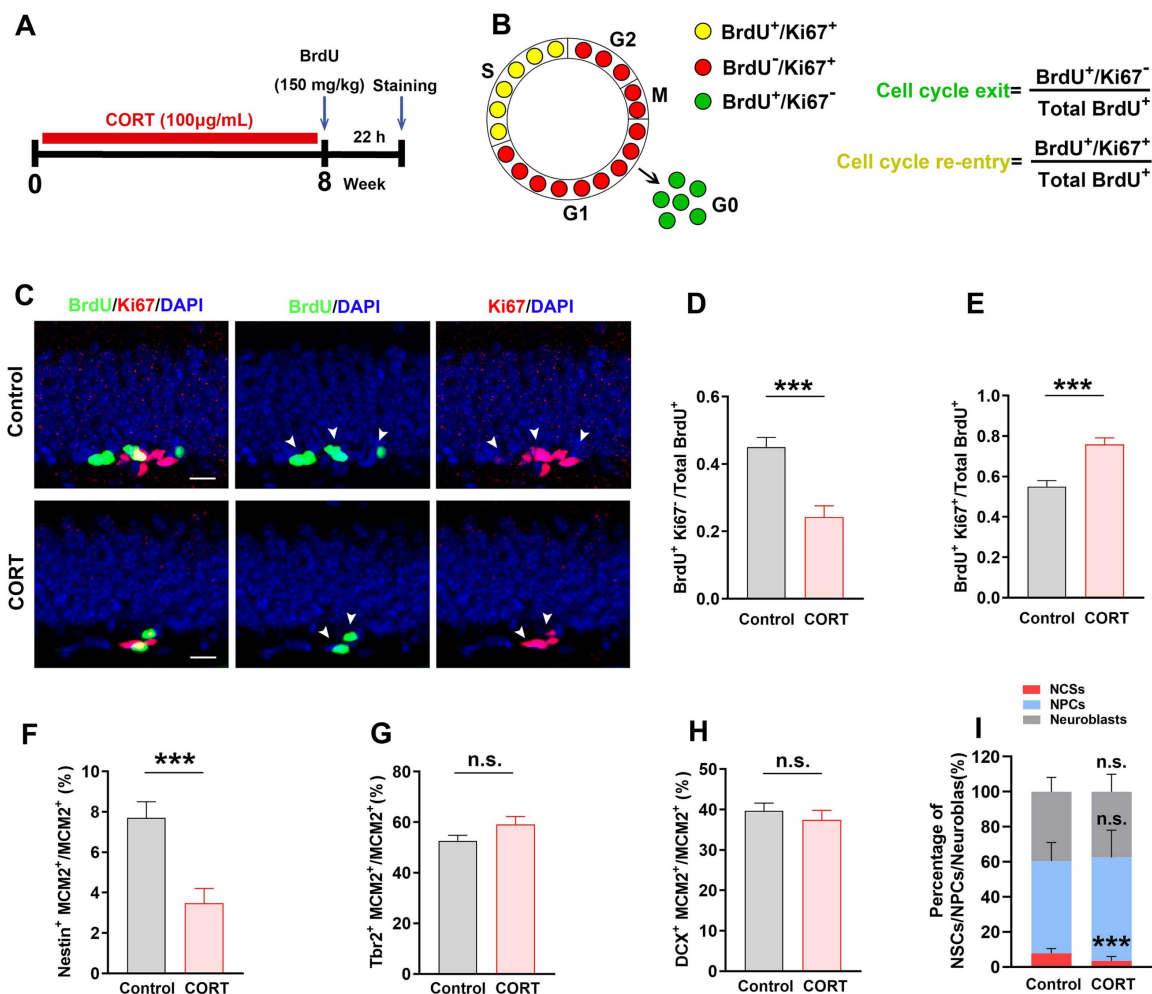 A
BrdU
(150 mg/kg)
Staining
CORT (100μg/mL)
22 h
0
8
Week
B
G2
S
M
G1
G0
BrdU⁺/Ki67⁺
BrdU⁻/Ki67⁺
BrdU⁺/Ki67⁻
Cell cycle exit= BrdU⁺/Ki67⁻
Total BrdU⁺
Cell cycle re-entry= BrdU⁺/Ki67⁺
Total BrdU⁺
C
BrdU/Ki67/DAPI
BrdU/DAPI
Ki67/DAPI
Control
CORT
D
BrdU⁺ Ki67⁻/Total BrdU⁺
0.6
0.4
0.2
0.0
***
Control
CORT
E
BrdU⁺ Ki67⁺/Total BrdU⁺
1.0
0.8
0.6
0.4
0.2
0.0
***
Control
CORT
F
Nestin⁺ MCM2⁺/MCM2⁺ (%)
10
8
6
4
2
0
***
Control
CORT
G
Tbr2⁺ MCM2⁺/MCM2⁺(%)
80
60
40
20
0
n.s.
Control
CORT
H
DCX⁺ MCM2⁺/MCM2⁺ (%)
50
40
30
20
10
0
n.s.
Control
CORT
NCSs
NPCs
Neuroblasts
I
Percentage of
NSCs/NPCs/Neuroblas(%)
120
100
80
60
40
20
0
n.s.
n.s.
***
Control
CORT